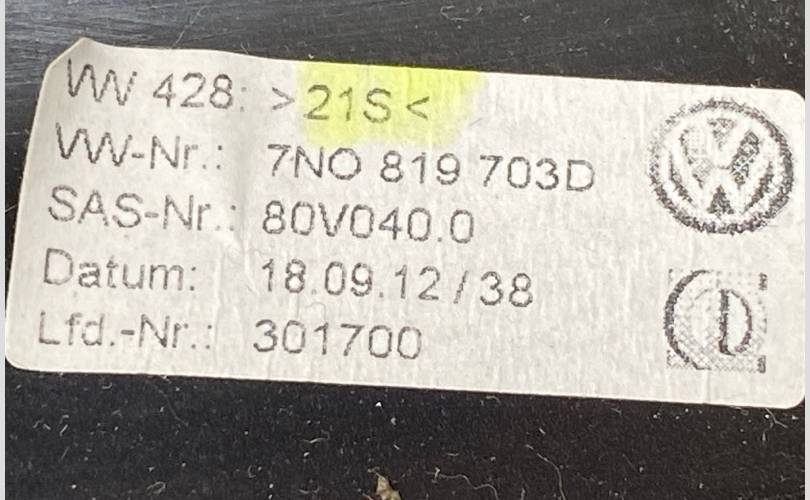 VW 428: >21S<
VW-Nr.: 7NO 819 703D
SAS-Nr.: 80V040.0
Datum: 18.09.12/38
Lfd.-Nr.: 301700